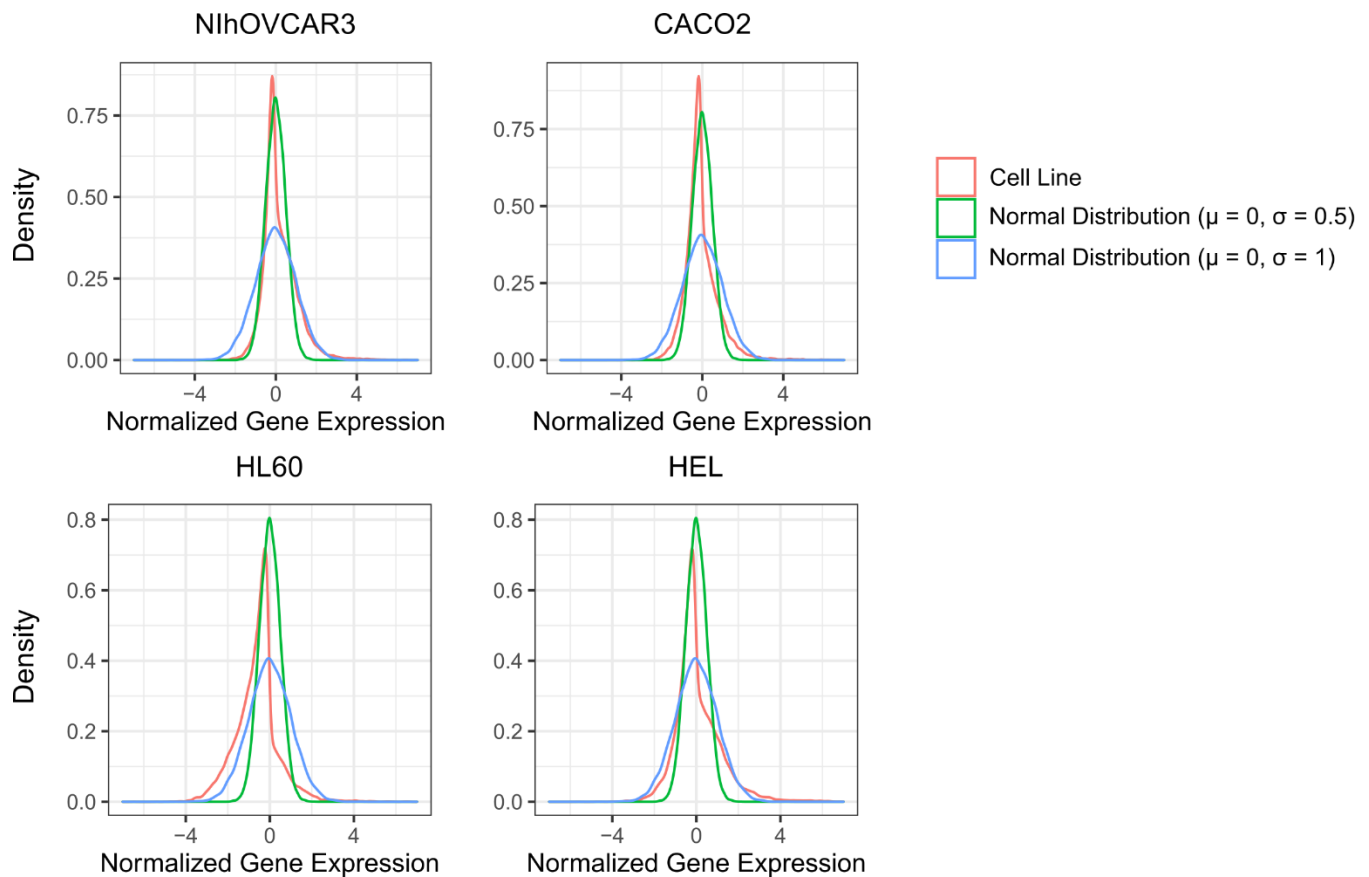 NIhOVCAR3
CACO2
Density
0.75
0.50
0.25
0.00
−4
0
4
Normalized Gene Expression
0.75
0.50
0.25
0.00
−4
0
4
Normalized Gene Expression
Cell Line
Normal Distribution (μ = 0, σ = 0.5)
Normal Distribution (μ = 0, σ = 1)
HL60
HEL
Density
0.8
0.6
0.4
0.2
0.0
−4
0
4
Normalized Gene Expression
0.8
0.6
0.4
0.2
0.0
−4
0
4
Normalized Gene Expression